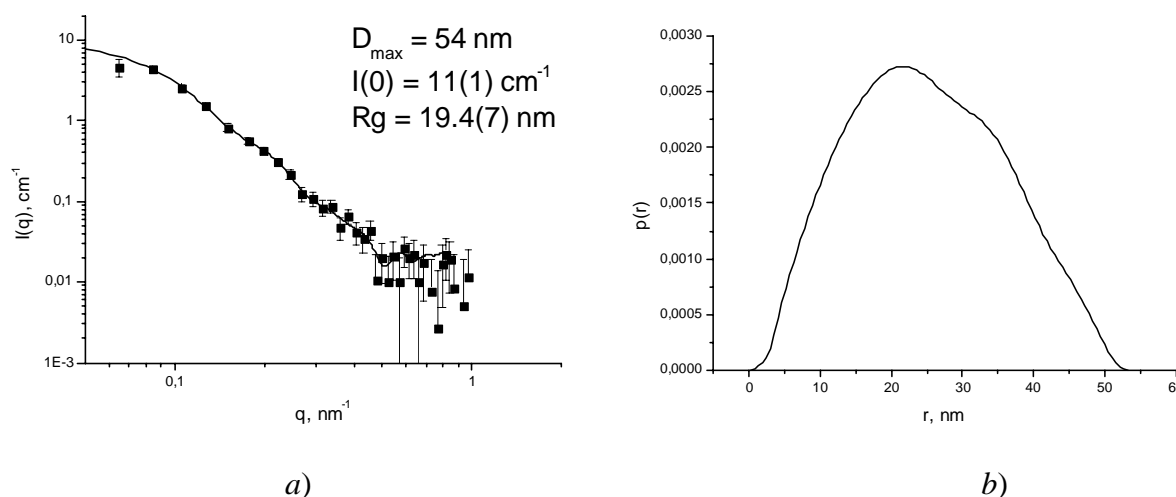 D_max = 54 nm
I(0) = 11(1) cm⁻¹
Rg = 19.4(7) nm
10
1
0,1
0,01
1E-3
I(q), cm⁻¹
0,1
1
q, nm⁻¹
a)
0,0030
0,0025
0,0020
0,0015
0,0010
0,0005
0,0000
p(r)
0
10
20
30
40
50
6
r, nm
b)